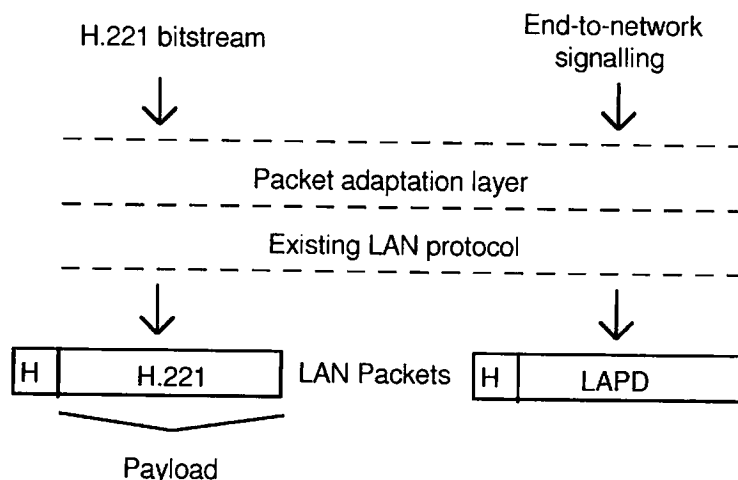 H.221 bitstream
End-to-network
signalling
Packet adaptation layer
Existing LAN protocol
H
H.221
LAN Packets
H
LAPD
Payload